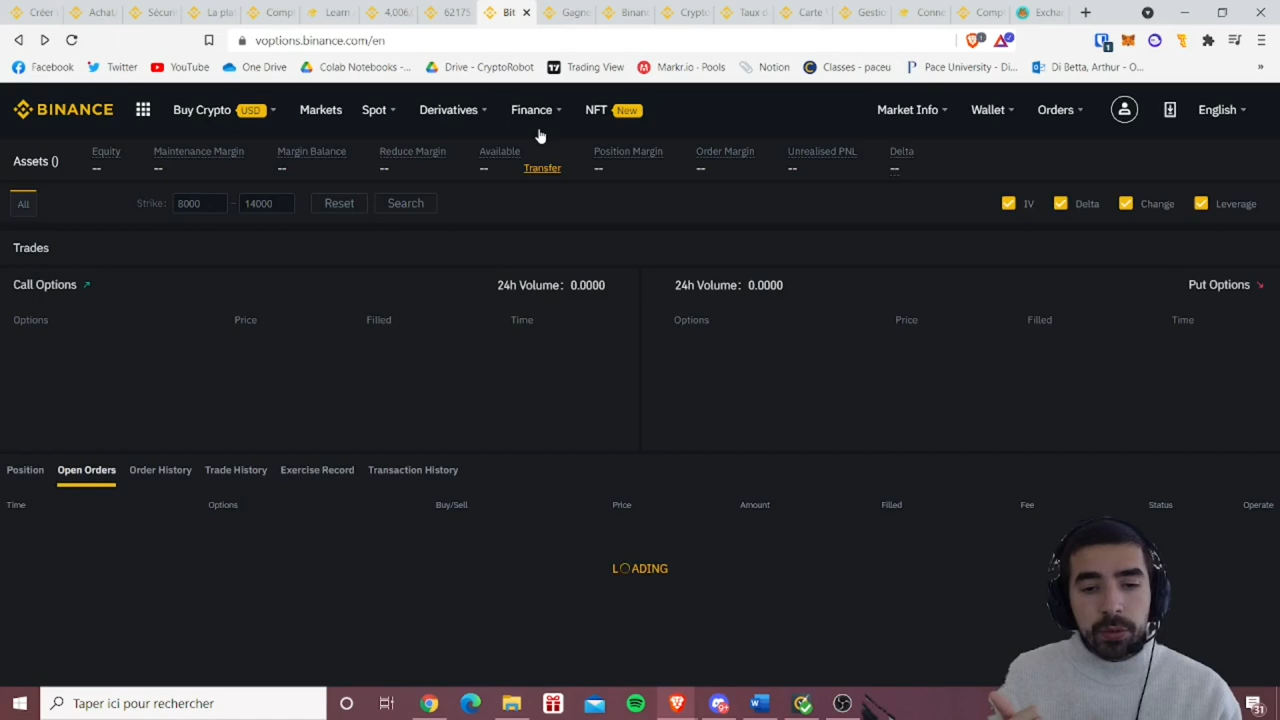 Créer
Achat
Sécuri
La plat
Comp
Learn
4.006.
62175
Bit
Gagne
Binanc
Crypto
Taux d
Carte V
Gestio
Conne
Comp
Exchan
voptions.binance.com/en
1
Facebook
Twitter
YouTube
One Drive
Colab Notebooks -...
Drive - CryptoRobot
Trading View
Markr.io · Pools
Notion
Classes - paceu
Pace University - Di...
Di Betta, Arthur - O...
»
BINANCE
Buy Crypto USD
Markets
Spot
Derivatives
Finance
NFT New
Market Info
Wallet
Orders
English
Assets ()
Equity
Maintenance Margin
Margin Balance
Reduce Margin
Available
Position Margin
Order Margin
Unrealised PNL
Delta
-- -- -- -- -- Transfer -- -- -- --
All
Strike: 8000 – 14000 Reset Search
IV Delta Change Leverage
Trades
Call Options 24h Volume: 0.0000
24h Volume: 0.0000 Put Options
Options Price Filled Time
Options Price Filled Time
Position Open Orders Order History Trade History Exercise Record Transaction History
Time Options Buy/Sell Price Amount Filled Fee Status Operate
LOADING
Taper ici pour rechercher
31